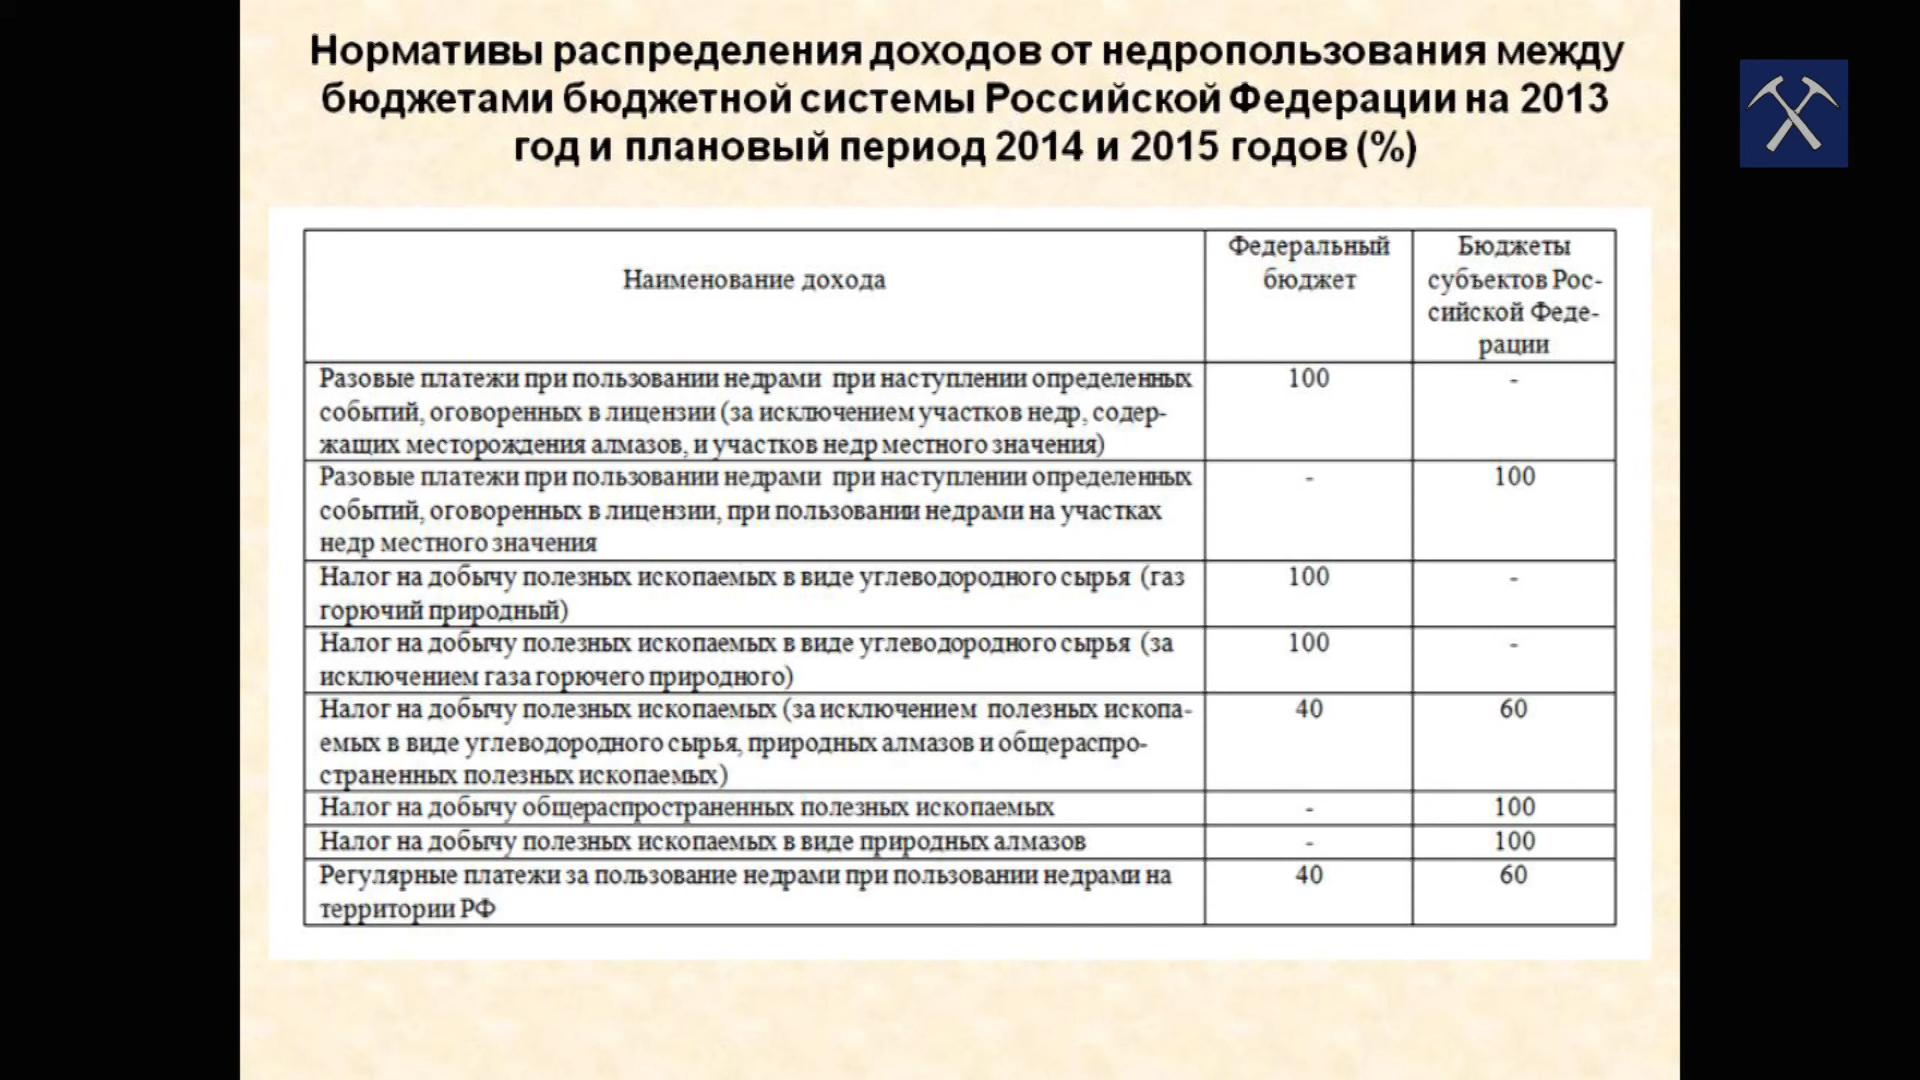 Нормативы распределения доходов от недропользования между
бюджетами бюджетной системы Российской Федерации на 2013
год и плановый период 2014 и 2015 годов (%)
Наименование дохода
Федеральный
бюджет
Бюджеты
субъектов Рос-
сийской Феде-
рации
Разовые платежи при пользовании недрами при наступлении определенных
событий, оговоренных в лицензии (за исключением участков недр, содер-
жащих месторождения алмазов, и участков недр местного значения)
100
-
Разовые платежи при пользовании недрами при наступлении определенных
событий, оговоренных в лицензии, при пользовании недрами на участках
недр местного значения
-
100
Налог на добычу полезных ископаемых в виде углеводородного сырья (газ
горючий природный)
100
-
Налог на добычу полезных ископаемых в виде углеводородного сырья (за
исключением газа горючего природного)
100
-
Налог на добычу полезных ископаемых (за исключением полезных ископа-
емых в виде углеводородного сырья, природных алмазов и общераспро-
страненных полезных ископаемых)
40
60
Налог на добычу общераспространенных полезных ископаемых
-
100
Налог на добычу полезных ископаемых в виде природных алмазов
-
100
Регулярные платежи за пользование недрами при пользовании недрами на
территории РФ
40
60